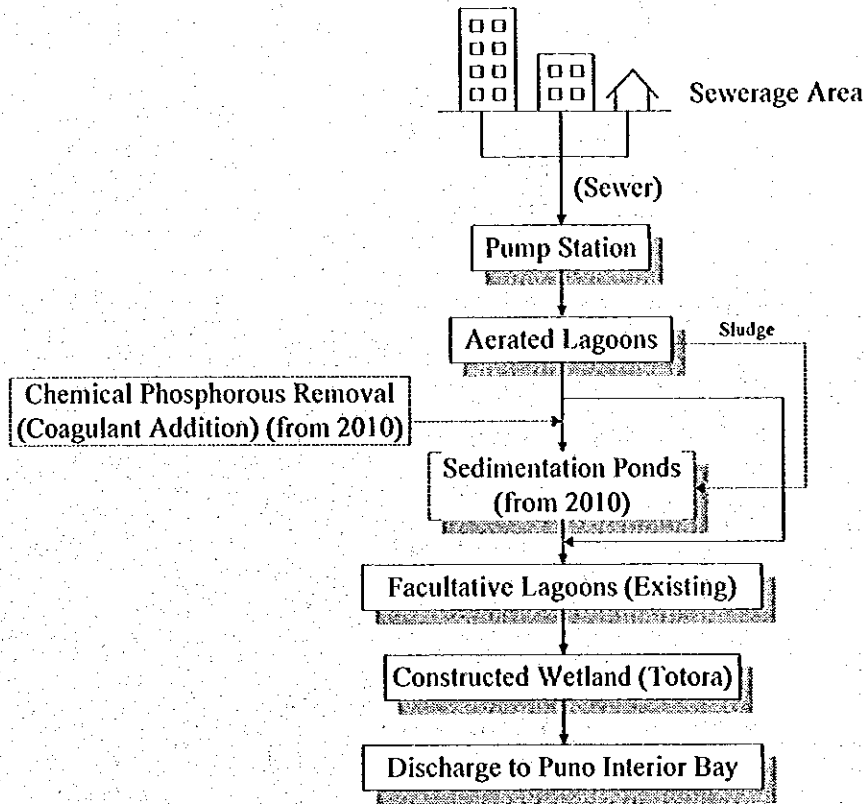 Sewerage Area
(Sewer)
Pump Station
Aerated Lagoons
Sludge
Chemical Phosphorous Removal
(Coagulant Addition) (from 2010)
Sedimentation Ponds
(from 2010)
Facultative Lagoons (Existing)
Constructed Wetland (Totora)
Discharge to Puno Interior Bay